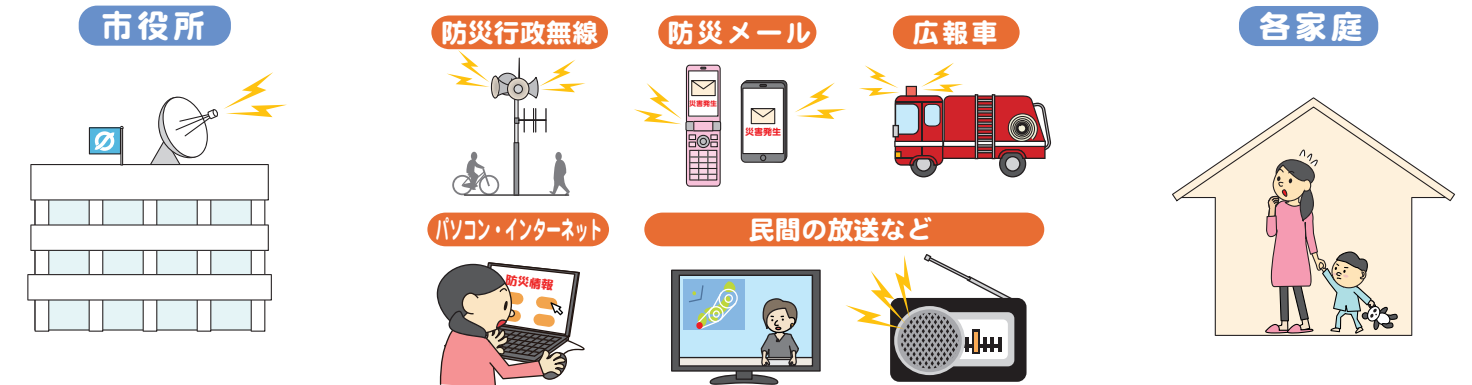 市役所
防災行政無線
防災メール
広報車
各家庭
災害発生
災害発生
パソコン・インターネット
民間の放送など
防災情報